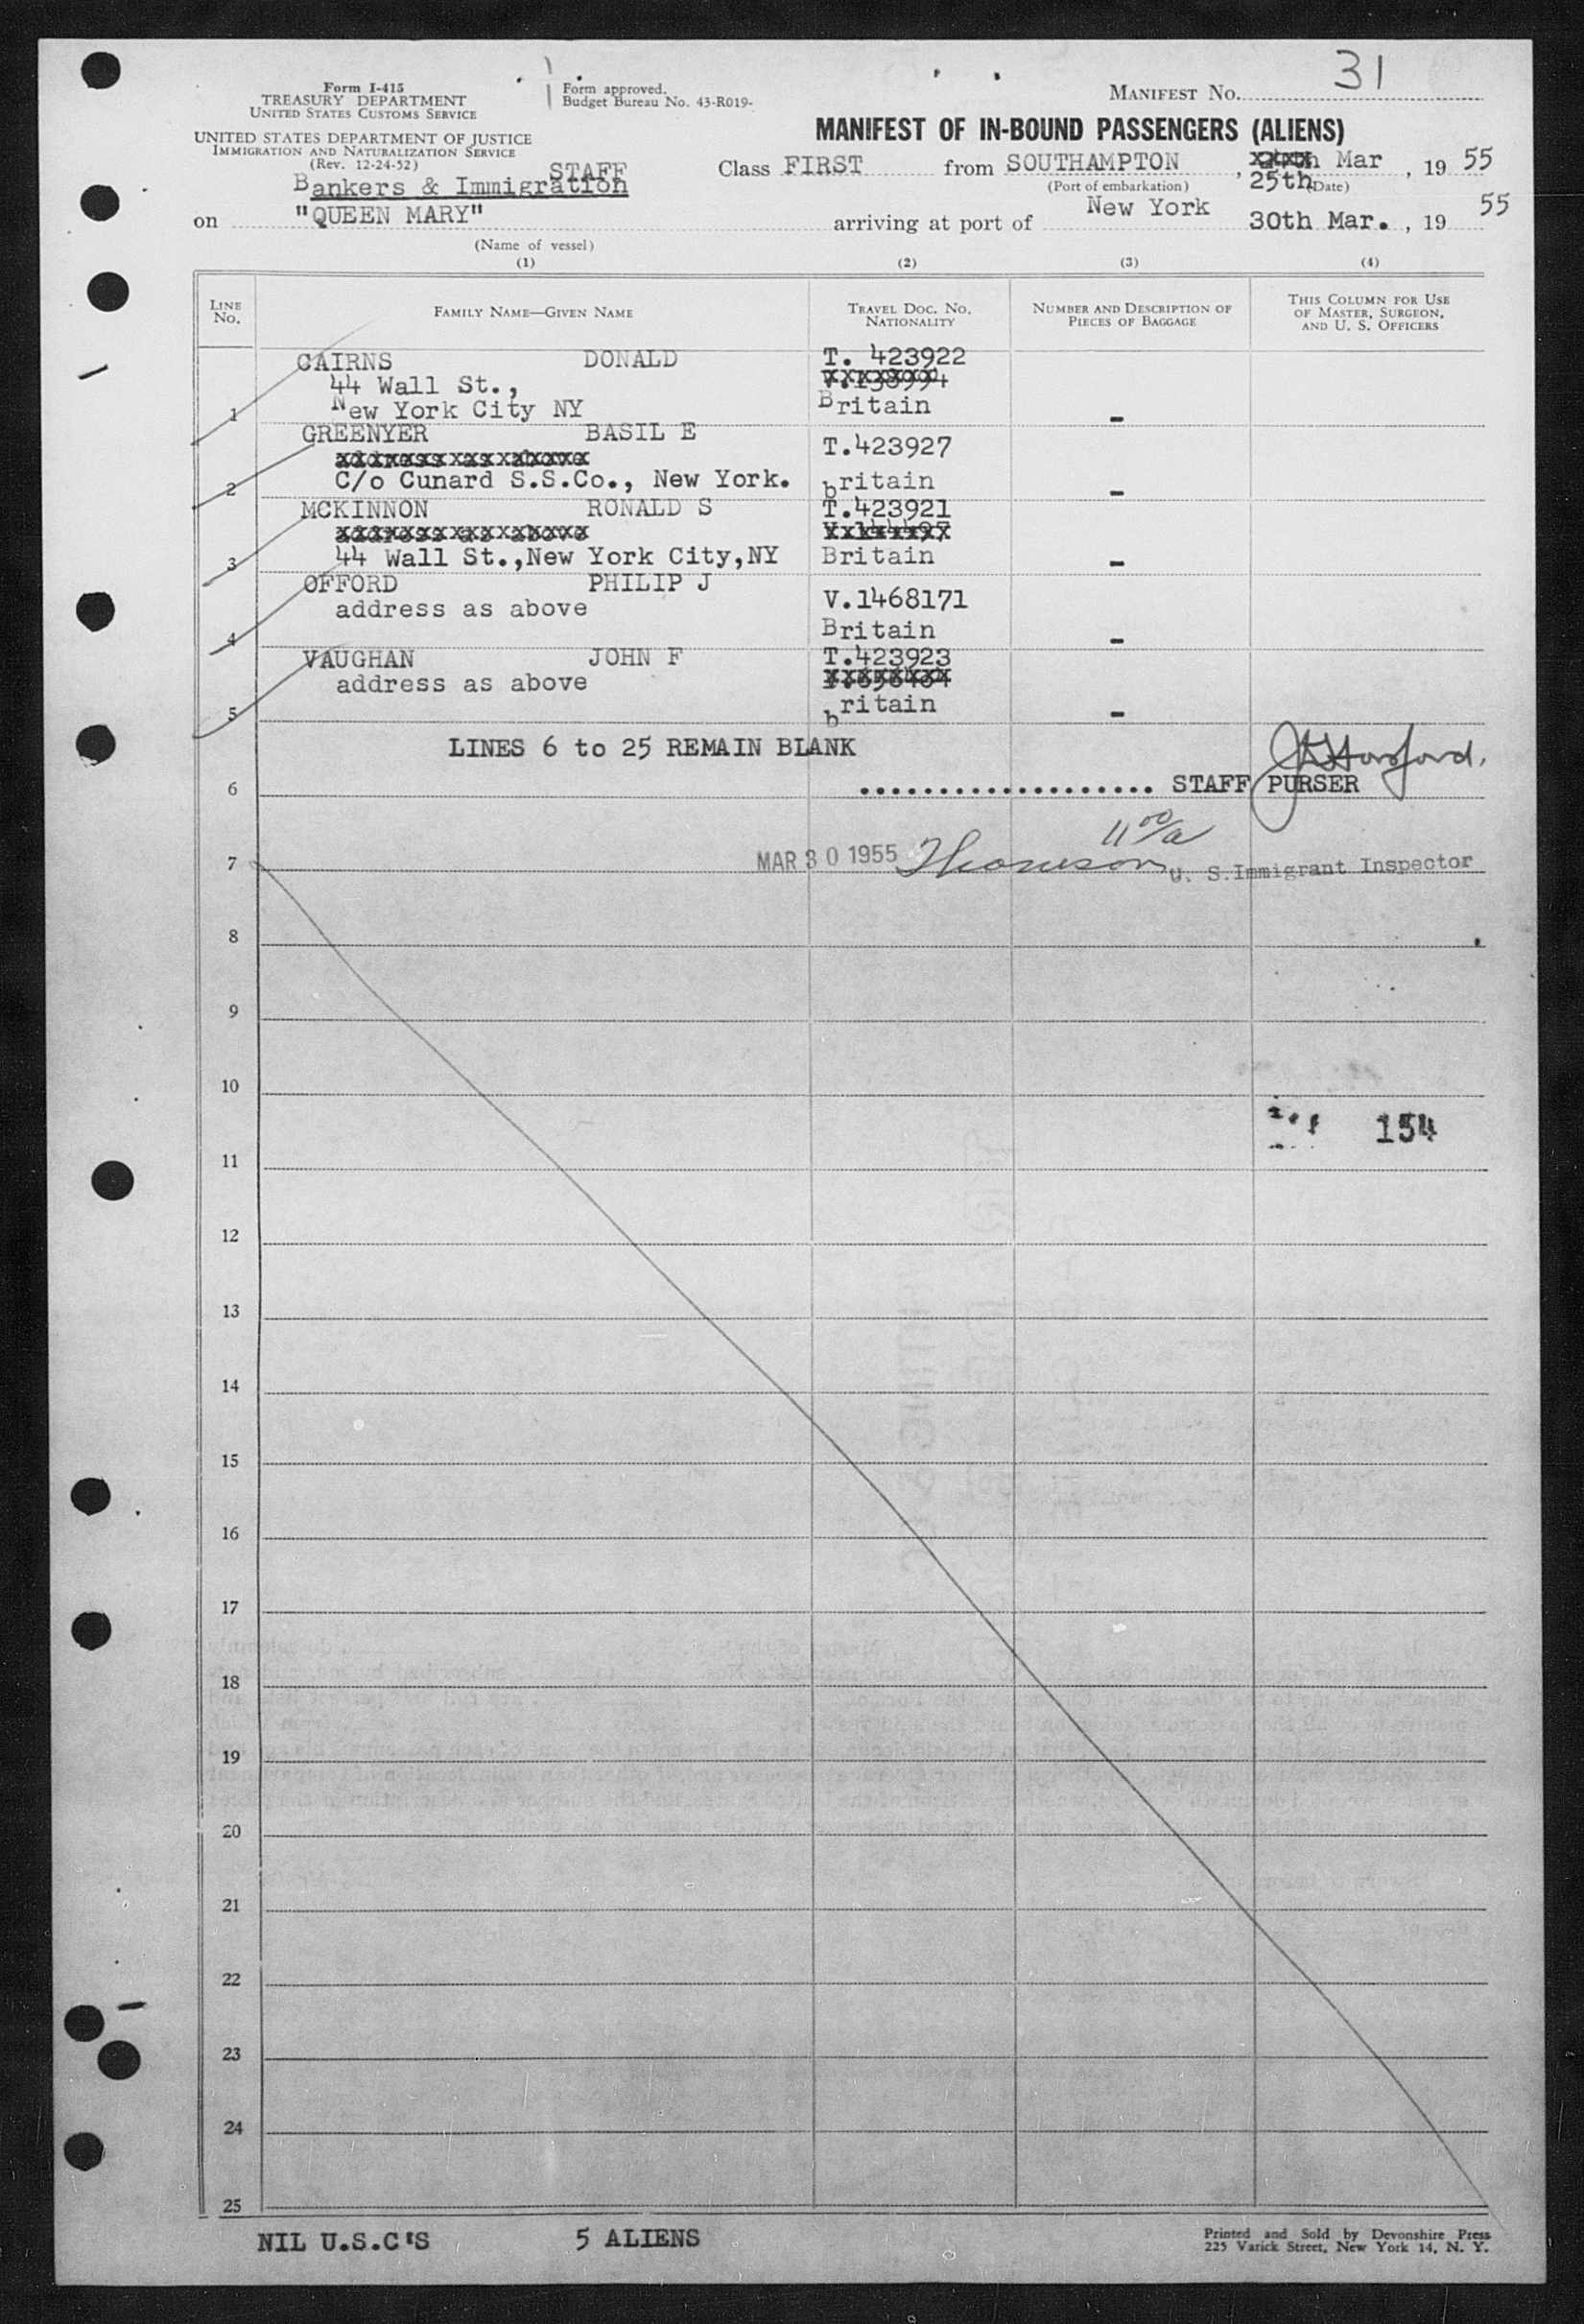 31
Form I-415
TREASURY DEPARTMENT
UNITED STATES CUSTOMS SERVICE
Form approved.
Budget Bureau No. 43-R019-
MANIFEST No.
UNITED STATES DEPARTMENT OF JUSTICE
IMMIGRATION AND NATURALIZATION SERVICE
(Rev. 12-24-52)
MANIFEST OF IN-BOUND PASSENGERS (ALIENS)
STAFF
Bankers & Immigration
Class FIRST from SOUTHAMPTON, Mar, 19 55
(Port of embarkation) 25th (Date)
on "QUEEN MARY" arriving at port of New York 30th Mar., 19 55
(Name of vessel)
(1) (2) (3) (4)
LINE No. FAMILY NAME—GIVEN NAME TRAVEL DOC. NO. NATIONALITY NUMBER AND DESCRIPTION OF PIECES OF BAGGAGE THIS COLUMN FOR USE OF MASTER, SURGEON, AND U. S. OFFICERS
CAIRNS DONALD T. 423922
44 Wall St.,
1 New York City NY Britain -
GREENYER BASIL E T.423927
2 C/o Cunard S.S.Co., New York. britain -
MCKINNON RONALD S T.423921
3 44 Wall St.,New York City,NY Britain -
OFFORD PHILIP J V.1468171
address as above
4 Britain -
VAUGHAN JOHN F T.423923
address as above
5 britain -
LINES 6 to 25 REMAIN BLANK
6 .................... STAFF PURSER
11 00/a
7 MAR 30 1955 U. S. Immigrant Inspector
8
9
10
154
11
12
13
14
15
16
17
18
19
20
21
22
23
24
25
NIL U.S.C'S 5 ALIENS
Printed and Sold by Devonshire Press
225 Varick Street, New York 14, N. Y.